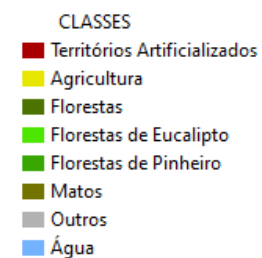 CLASSES
Territórios Artificializados
Agricultura
Florestas
Florestas de Eucalipto
Florestas de Pinheiro
Matos
Outros
Água